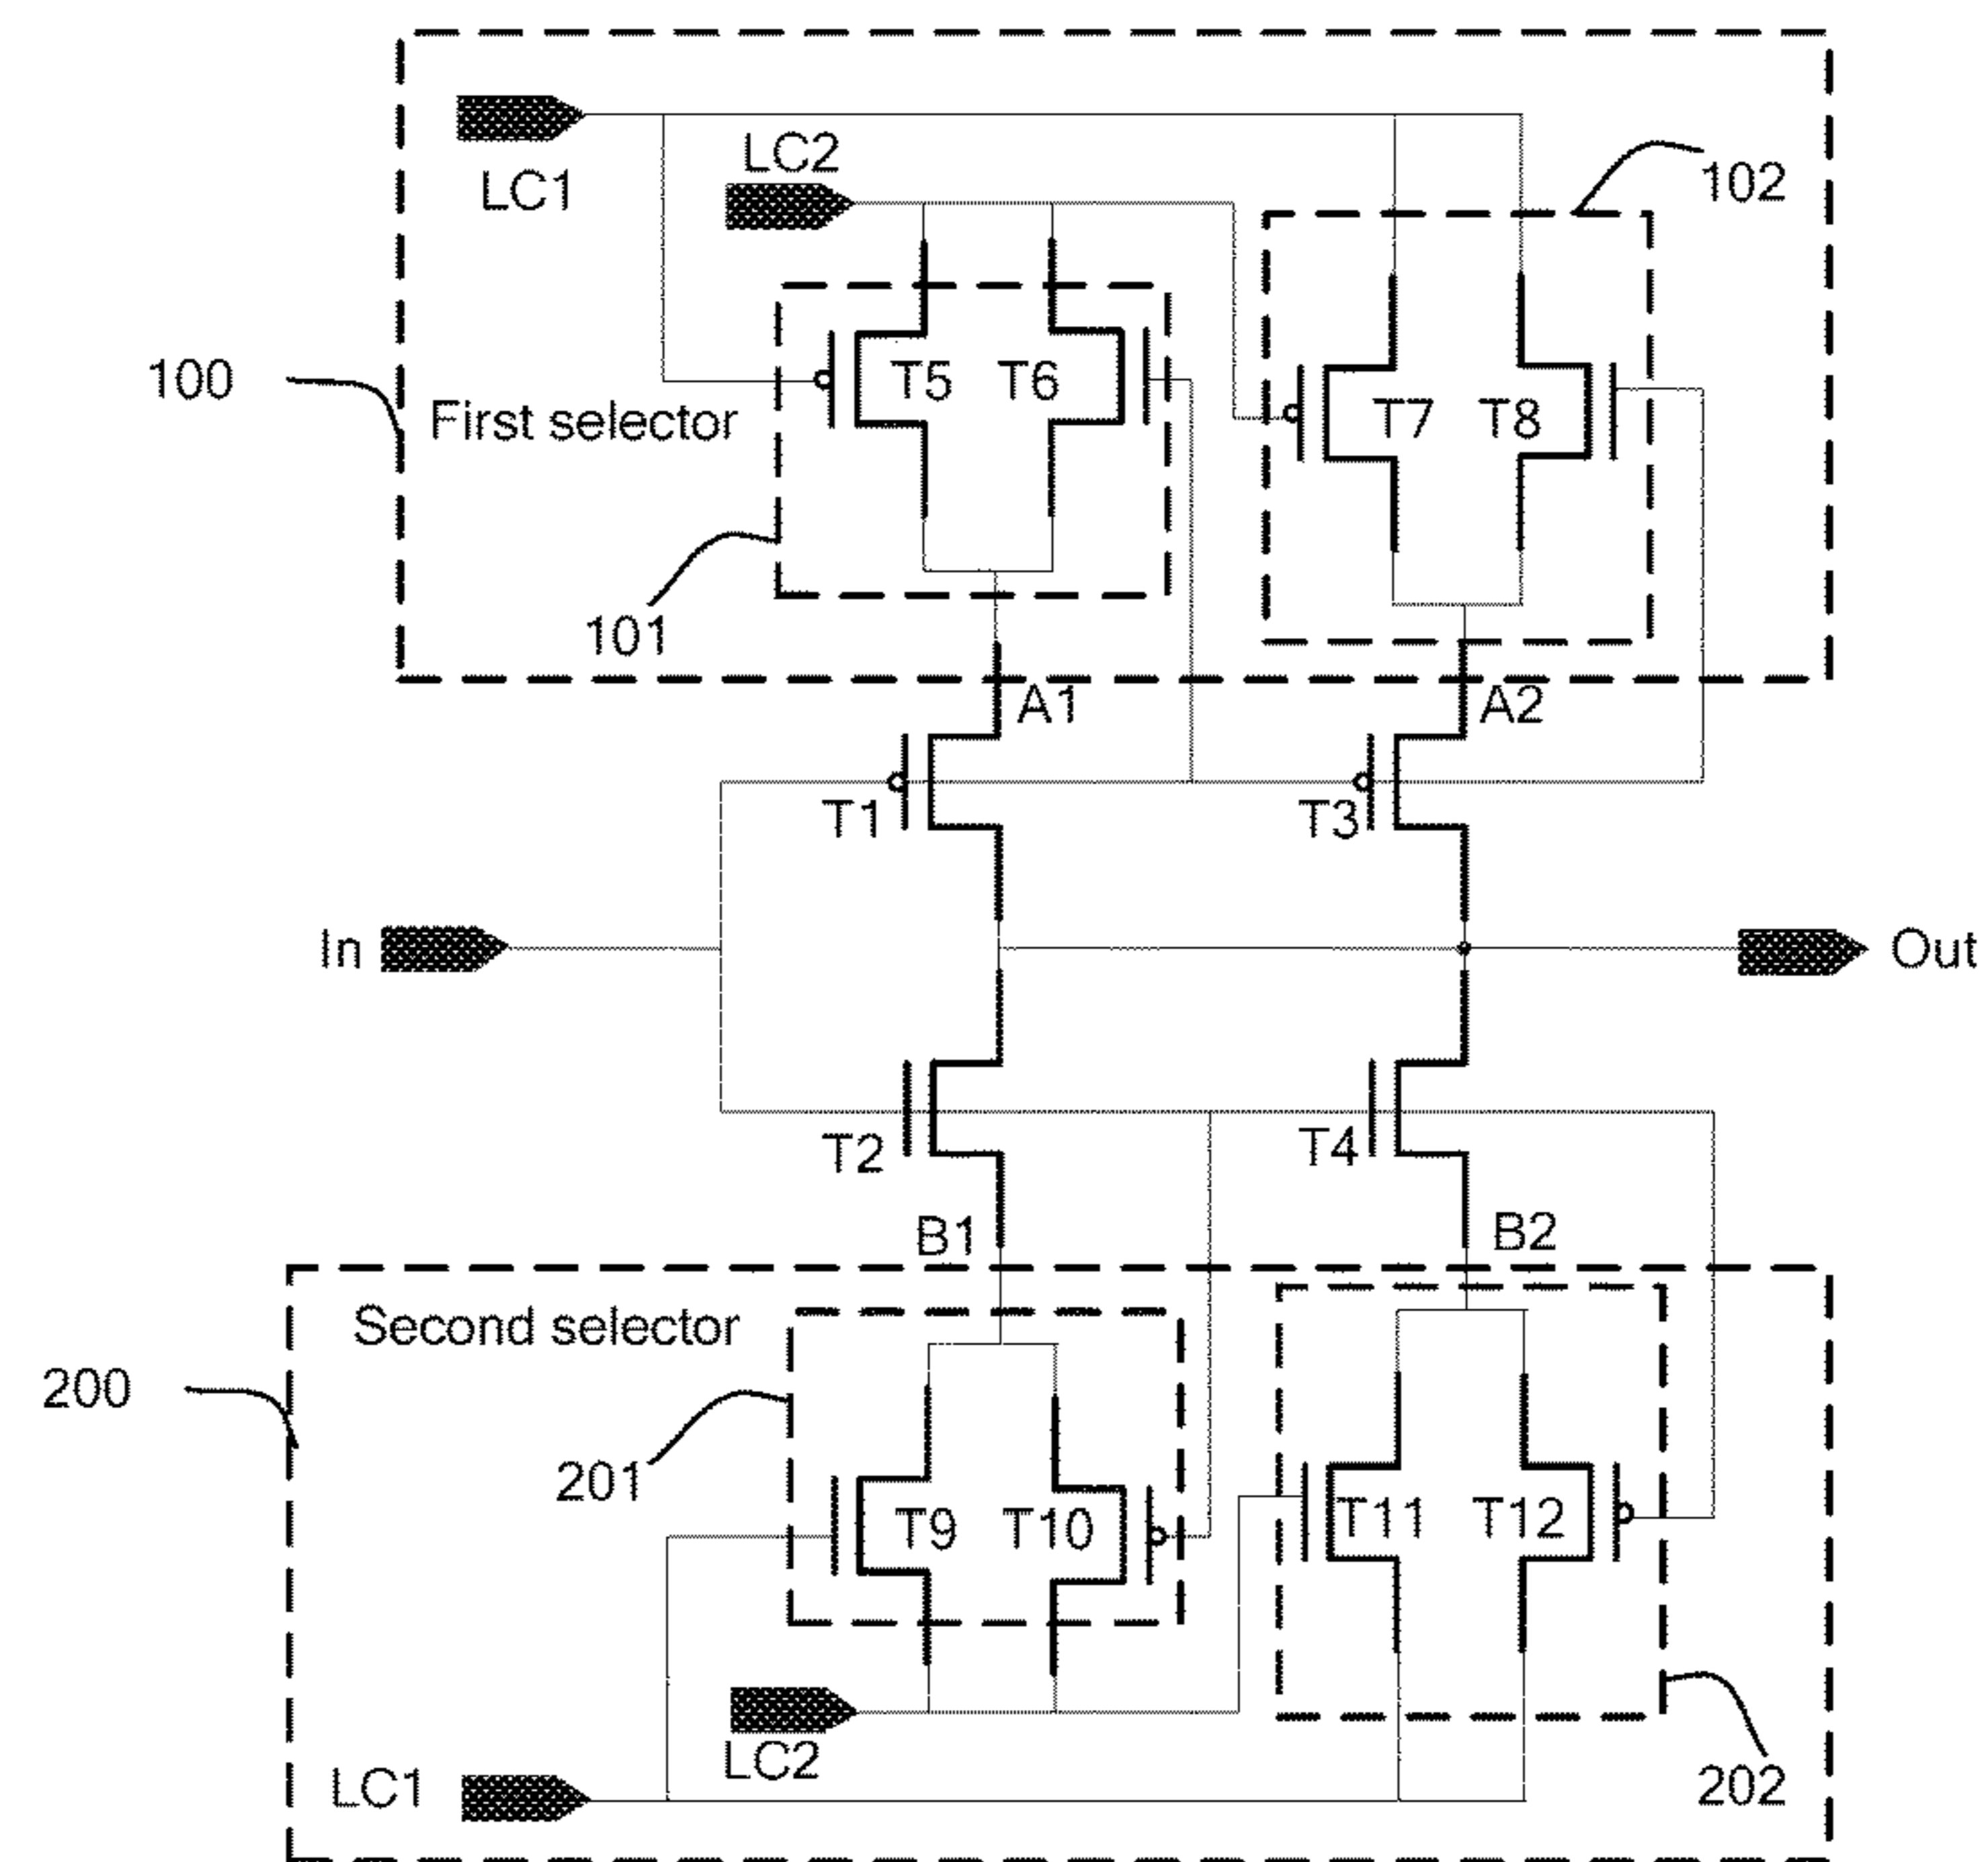 LC1
LC2
102
T5 T6
T7 T8
100
First selector
101
A1
A2
T1
T3
In
Out
T2
T4
B1
B2
Second selector
200
201
T9 T10
T11 T12
LC2
LC1
202